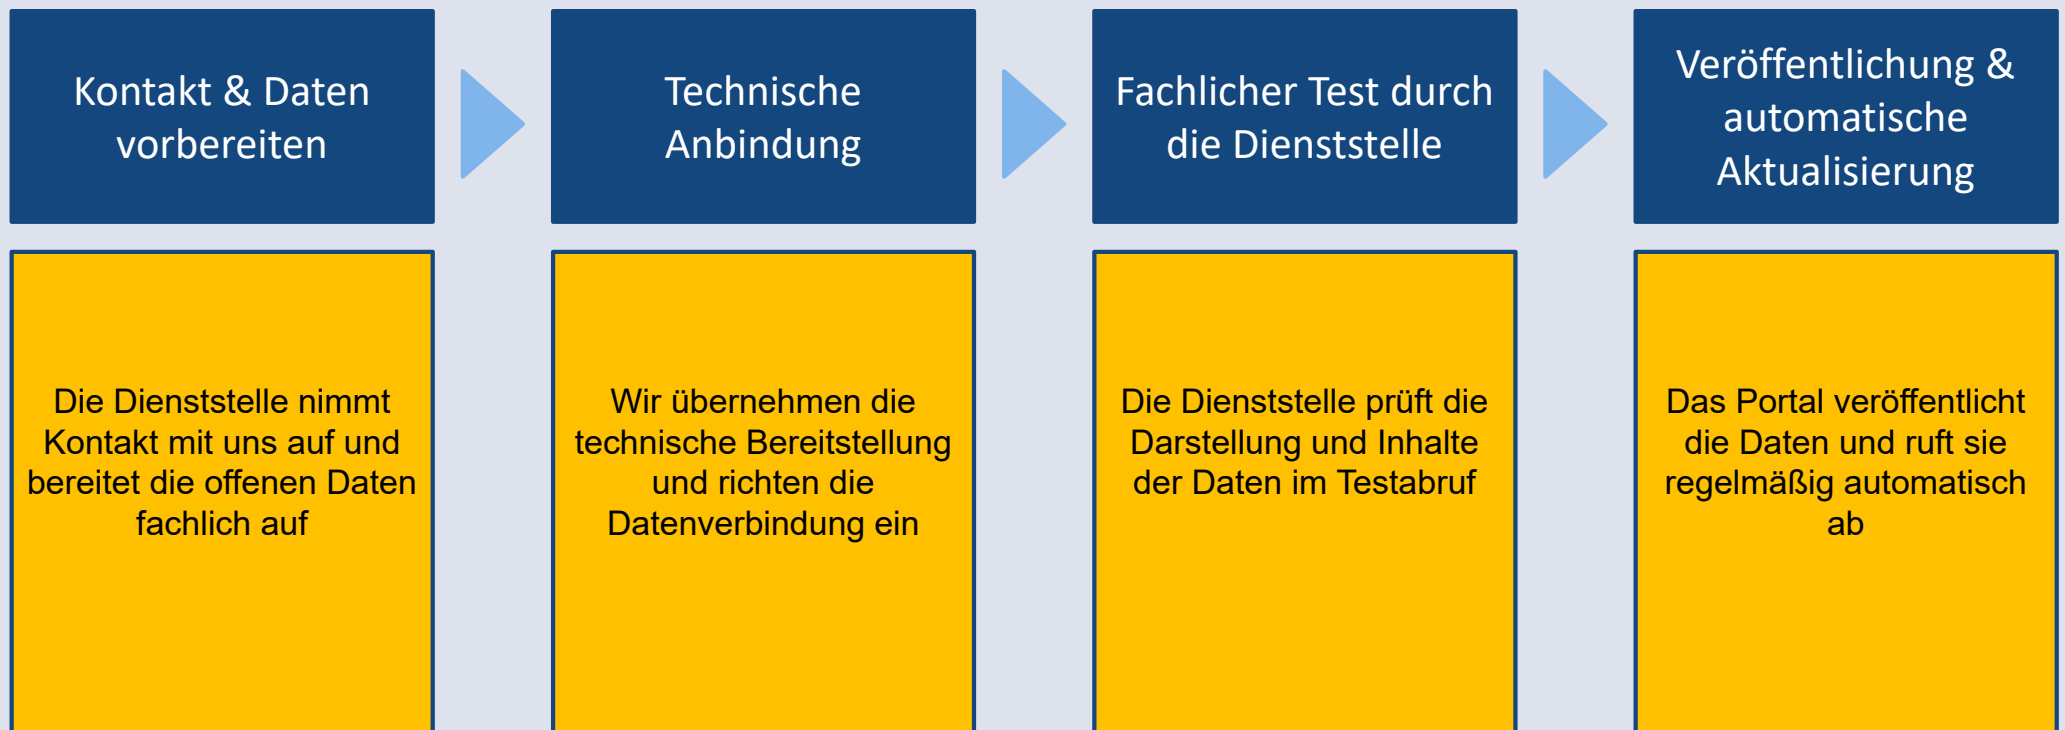 Kontakt & Daten
vorbereiten
Technische
Anbindung
Fachlicher Test durch
die Dienststelle
Veröffentlichung &
automatische
Aktualisierung
Die Dienststelle nimmt
Kontakt mit uns auf und
bereitet die offenen Daten
fachlich auf
Wir übernehmen die
technische Bereitstellung
und richten die
Datenverbindung ein
Die Dienststelle prüft die
Darstellung und Inhalte
der Daten im Testabruf
Das Portal veröffentlicht
die Daten und ruft sie
regelmäßig automatisch
ab